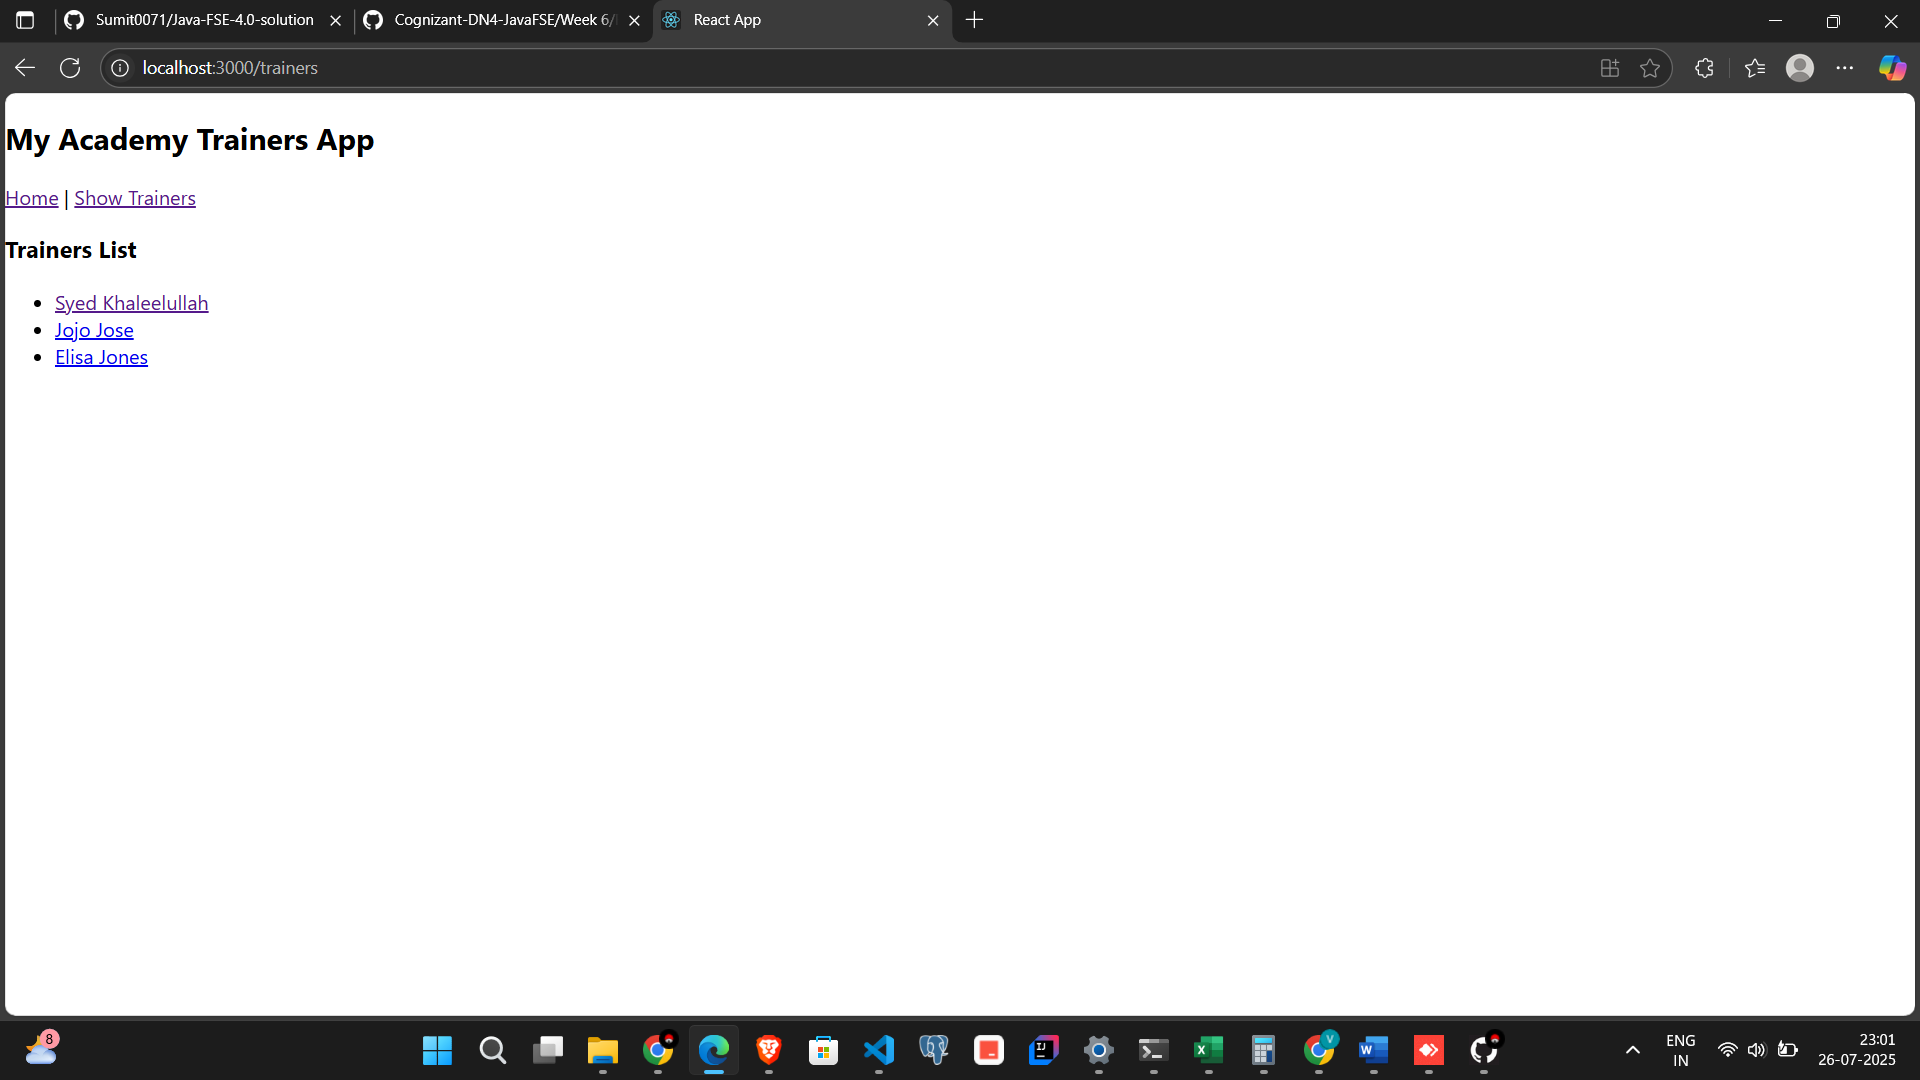 Sumit0071/Java-FSE-4.0-solution
Cognizant-DN4-JavaFSE/Week 6/
React App
localhost:3000/trainers
My Academy Trainers App
Home | Show Trainers
Trainers List
Syed Khaleelullah
Jojo Jose
Elisa Jones
8
IJ
X
V
W
ENG
IN
23:01
26-07-2025